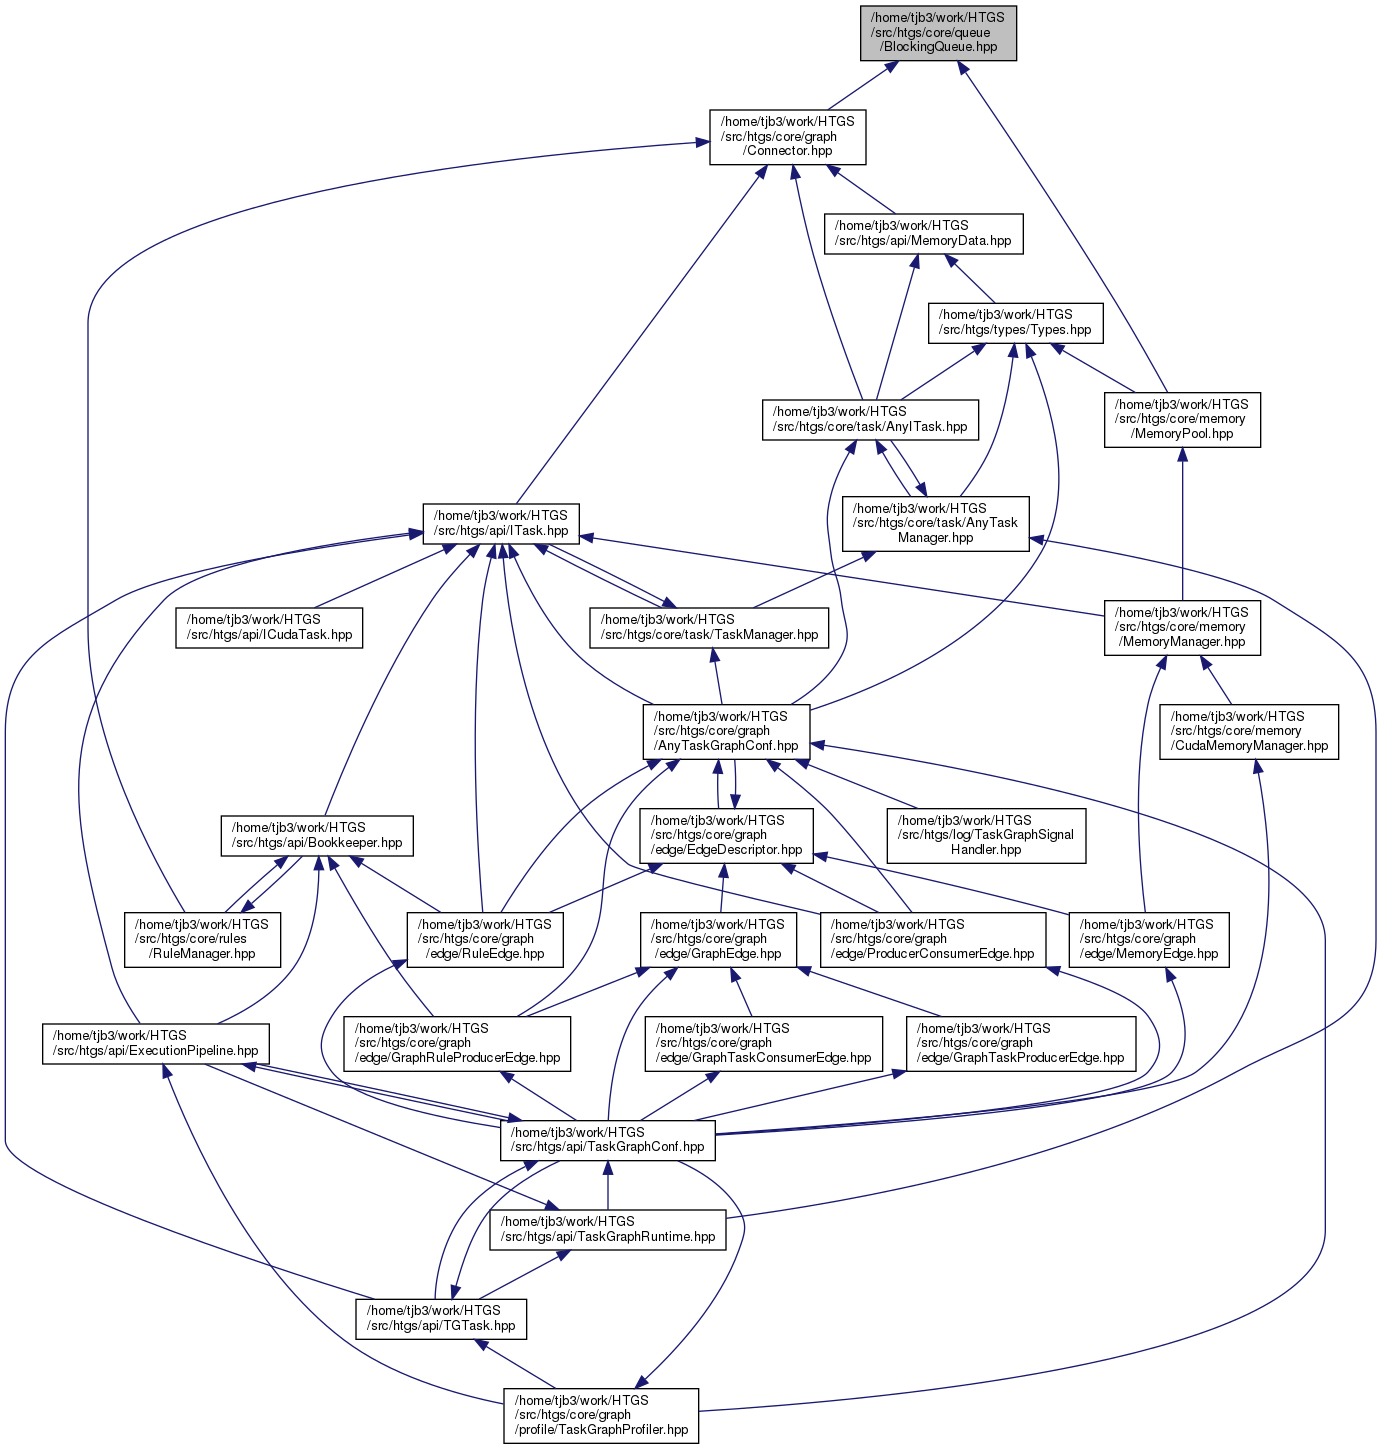 /home/tjb3/work/HTGS
/src/htgs/core/queue
/BlockingQueue.hpp
/home/tjb3/work/HTGS
/src/htgs/core/graph
/Connector.hpp
/home/tjb3/work/HTGS
/src/htgs/api/MemoryData.hpp
/home/tjb3/work/HTGS
/src/htgs/types/Types.hpp
/home/tjb3/work/HTGS
/src/htgs/core/task/AnyITask.hpp
/home/tjb3/work/HTGS
/src/htgs/core/memory
/MemoryPool.hpp
/home/tjb3/work/HTGS
/src/htgs/api/ITask.hpp
/home/tjb3/work/HTGS
/src/htgs/core/task/AnyTask
Manager.hpp
/home/tjb3/work/HTGS
/src/htgs/api/ICudaTask.hpp
/home/tjb3/work/HTGS
/src/htgs/core/task/TaskManager.hpp
/home/tjb3/work/HTGS
/src/htgs/core/memory
/MemoryManager.hpp
/home/tjb3/work/HTGS
/src/htgs/core/graph
/AnyTaskGraphConf.hpp
/home/tjb3/work/HTGS
/src/htgs/core/memory
/CudaMemoryManager.hpp
/home/tjb3/work/HTGS
/src/htgs/api/Bookkeeper.hpp
/home/tjb3/work/HTGS
/src/htgs/core/graph
edge/EdgeDescriptor.hpp
/home/tjb3/work/HTGS
/src/htgs/log/TaskGraphSignal
Handler.hpp
/home/tjb3/work/HTGS
/src/htgs/core/rules
/RuleManager.hpp
/home/tjb3/work/HTGS
/src/htgs/core/graph
edge/RuleEdge.hpp
/home/tjb3/work/HTGS
/src/htgs/core/graph
edge/GraphEdge.hpp
/home/tjb3/work/HTGS
/src/htgs/core/graph
edge/ProducerConsumerEdge.hpp
/home/tjb3/work/HTGS
/src/htgs/core/graph
edge/MemoryEdge.hpp
/home/tjb3/work/HTGS
/src/htgs/api/ExecutionPipeline.hpp
/home/tjb3/work/HTGS
/src/htgs/core/graph
edge/GraphRuleProducerEdge.hpp
/home/tjb3/work/HTGS
/src/htgs/core/graph
edge/GraphTaskConsumerEdge.hpp
/home/tjb3/work/HTGS
/src/htgs/core/graph
edge/GraphTaskProducerEdge.hpp
/home/tjb3/work/HTGS
/src/htgs/api/TaskGraphConf.hpp
/home/tjb3/work/HTGS
/src/htgs/api/TaskGraphRuntime.hpp
/home/tjb3/work/HTGS
/src/htgs/api/TGTask.hpp
/home/tjb3/work/HTGS
/src/htgs/core/graph
/profile/TaskGraphProfiler.hpp